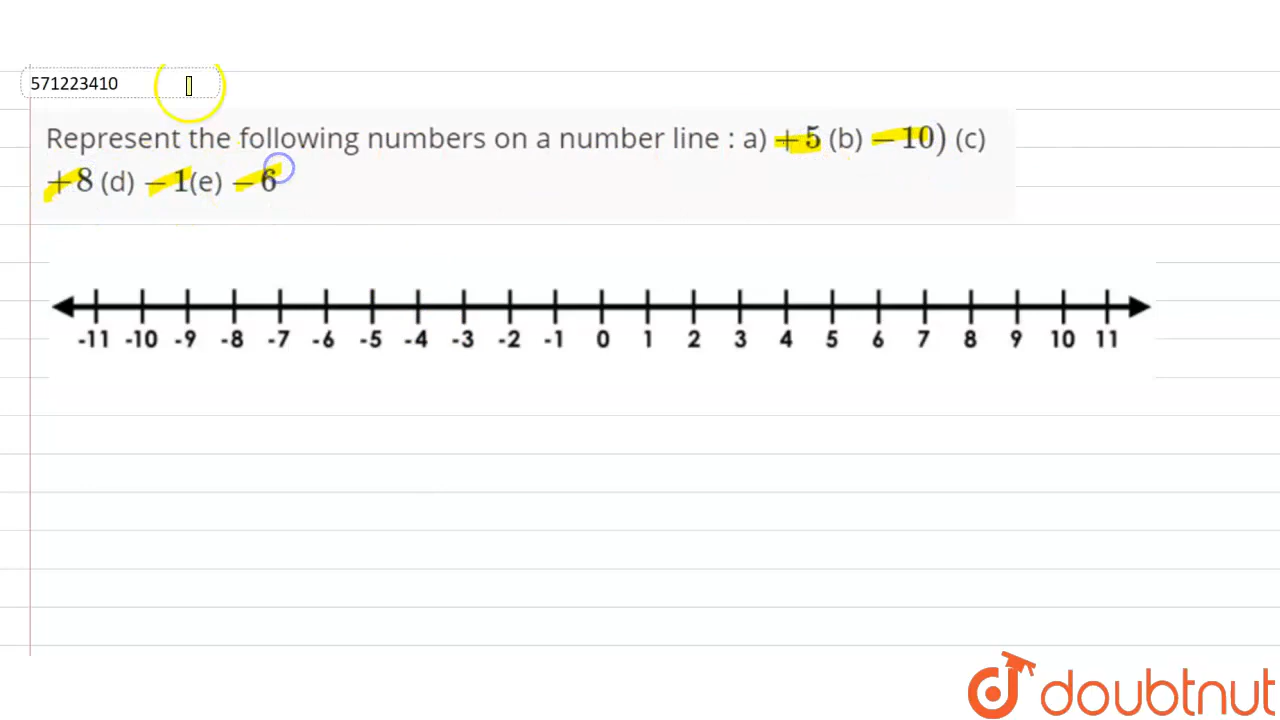 571223410
Represent the following numbers on a number line : a) +5 (b) −10) (c)
+8 (d) −1(e) −6
-11 -10 -9 -8 -7 -6 -5 -4 -3 -2 -1 0 1 2 3 4 5 6 7 8 9 10 11
doubtnut